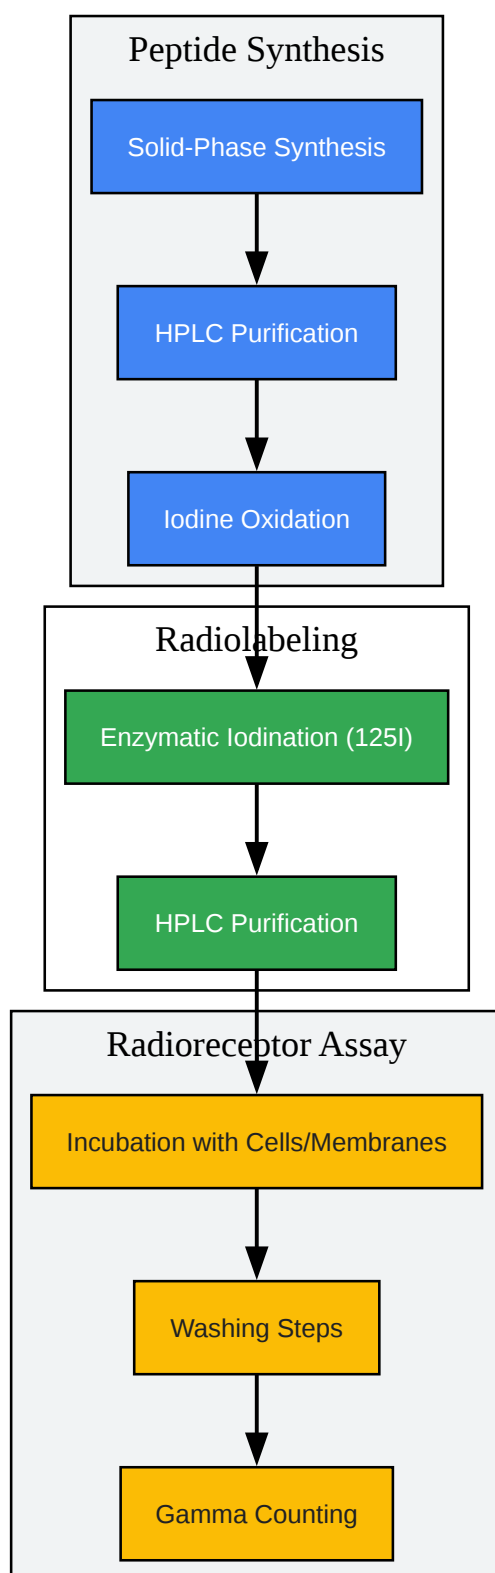 Peptide Synthesis
Solid-Phase Synthesis
HPLC Purification
Iodine Oxidation
Radiolabeling
Enzymatic Iodination (125I)
HPLC Purification
Radioreceptor Assay
Incubation with Cells/Membranes
Washing Steps
Gamma Counting